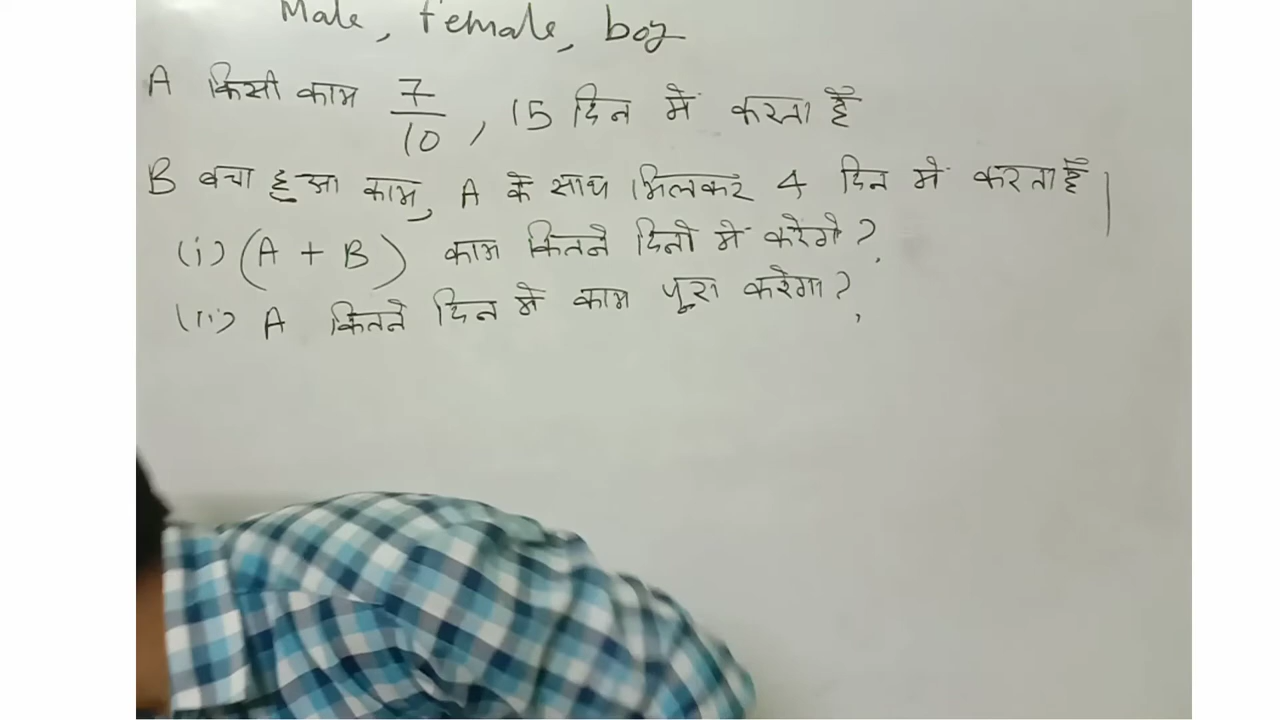 Male, Female, boy
A किसी काम 7/10, 15 दिन में करता है
B बचा हुआ काम, A के साथ मिलकर 4 दिन में करता है।
(i) (A + B) काम कितने दिनो में करेंगे?
(ii) A कितने दिन में काम पूरा करेगा?